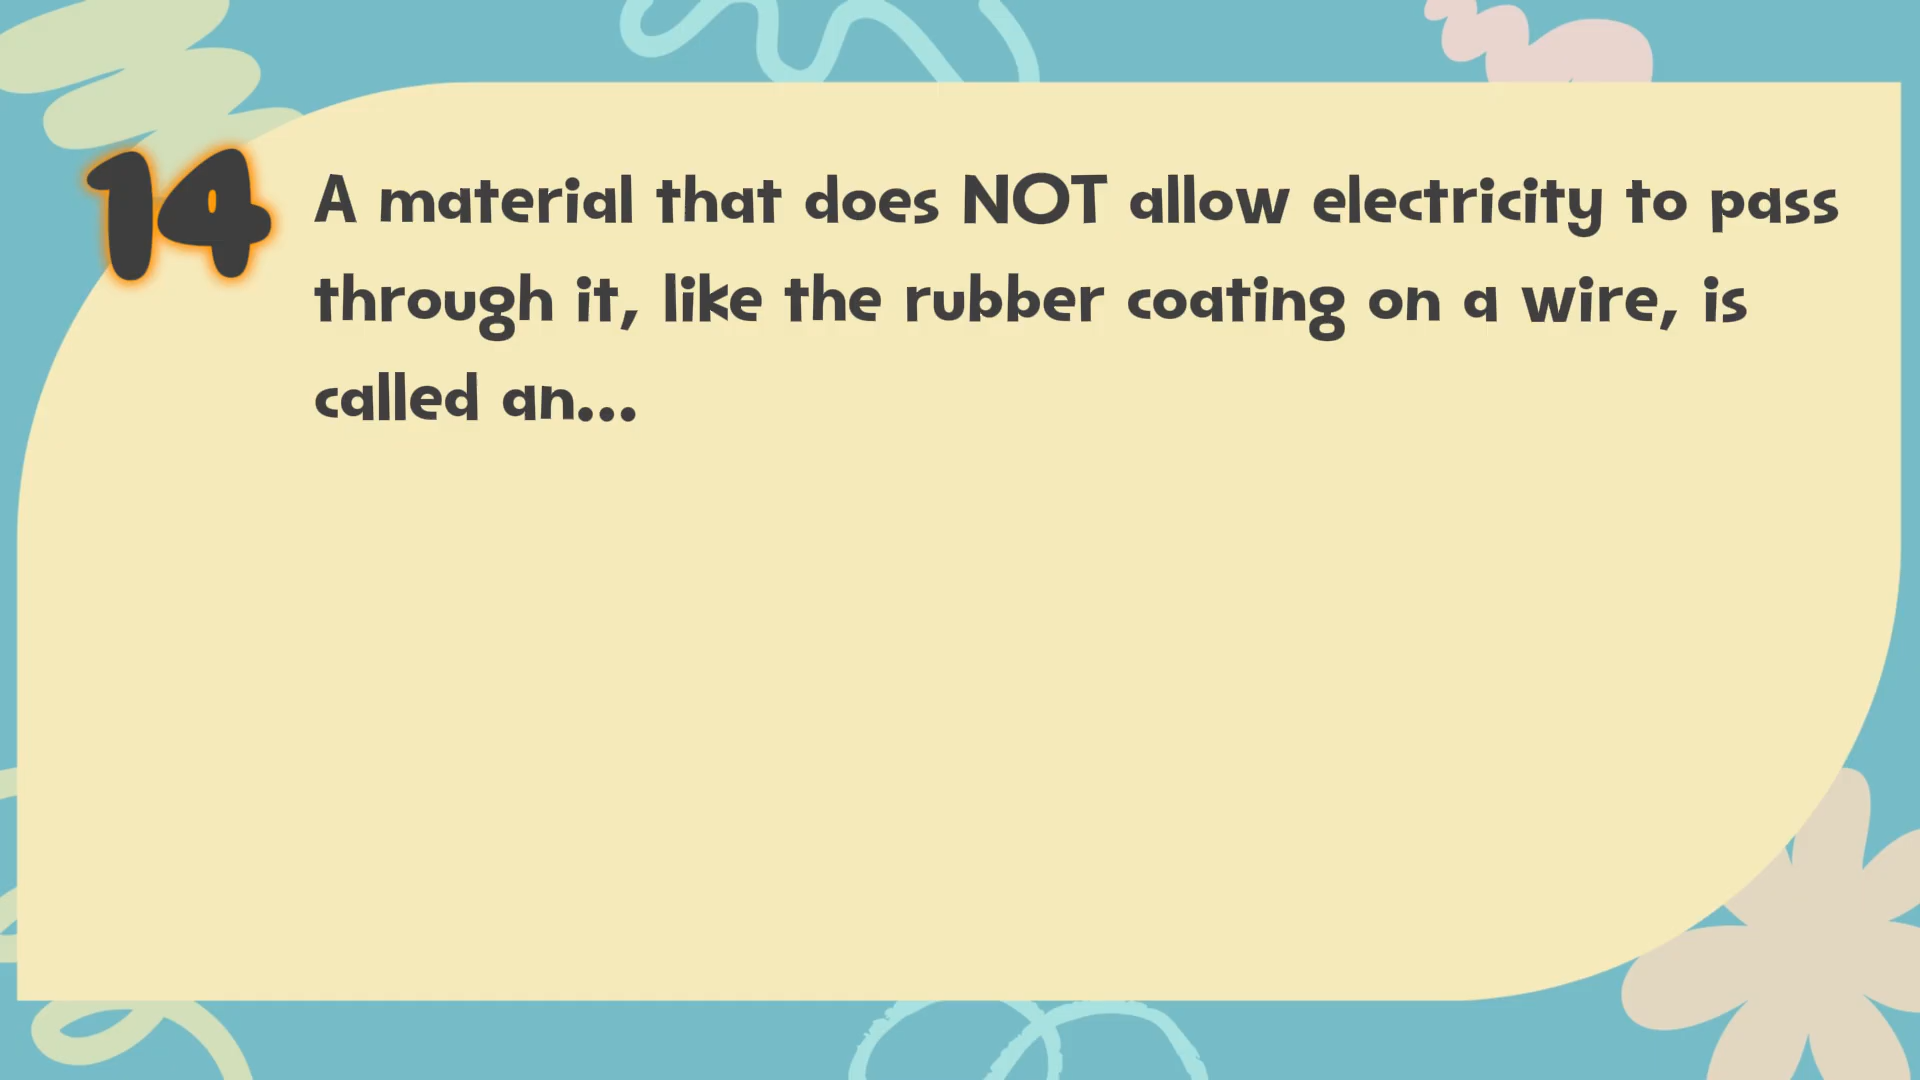 14
A material that does NOT allow electricity to pass
through it, like the rubber coating on a wire, is
called an...